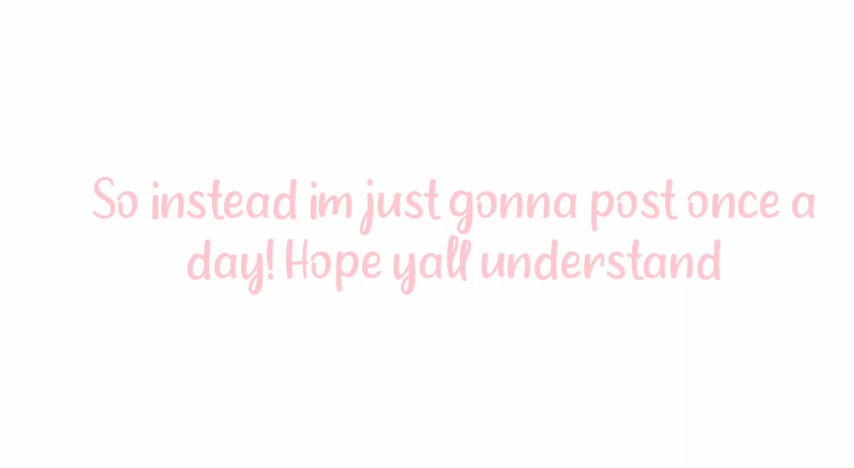 So instead im just gonna post once a
day! Hope yall understand